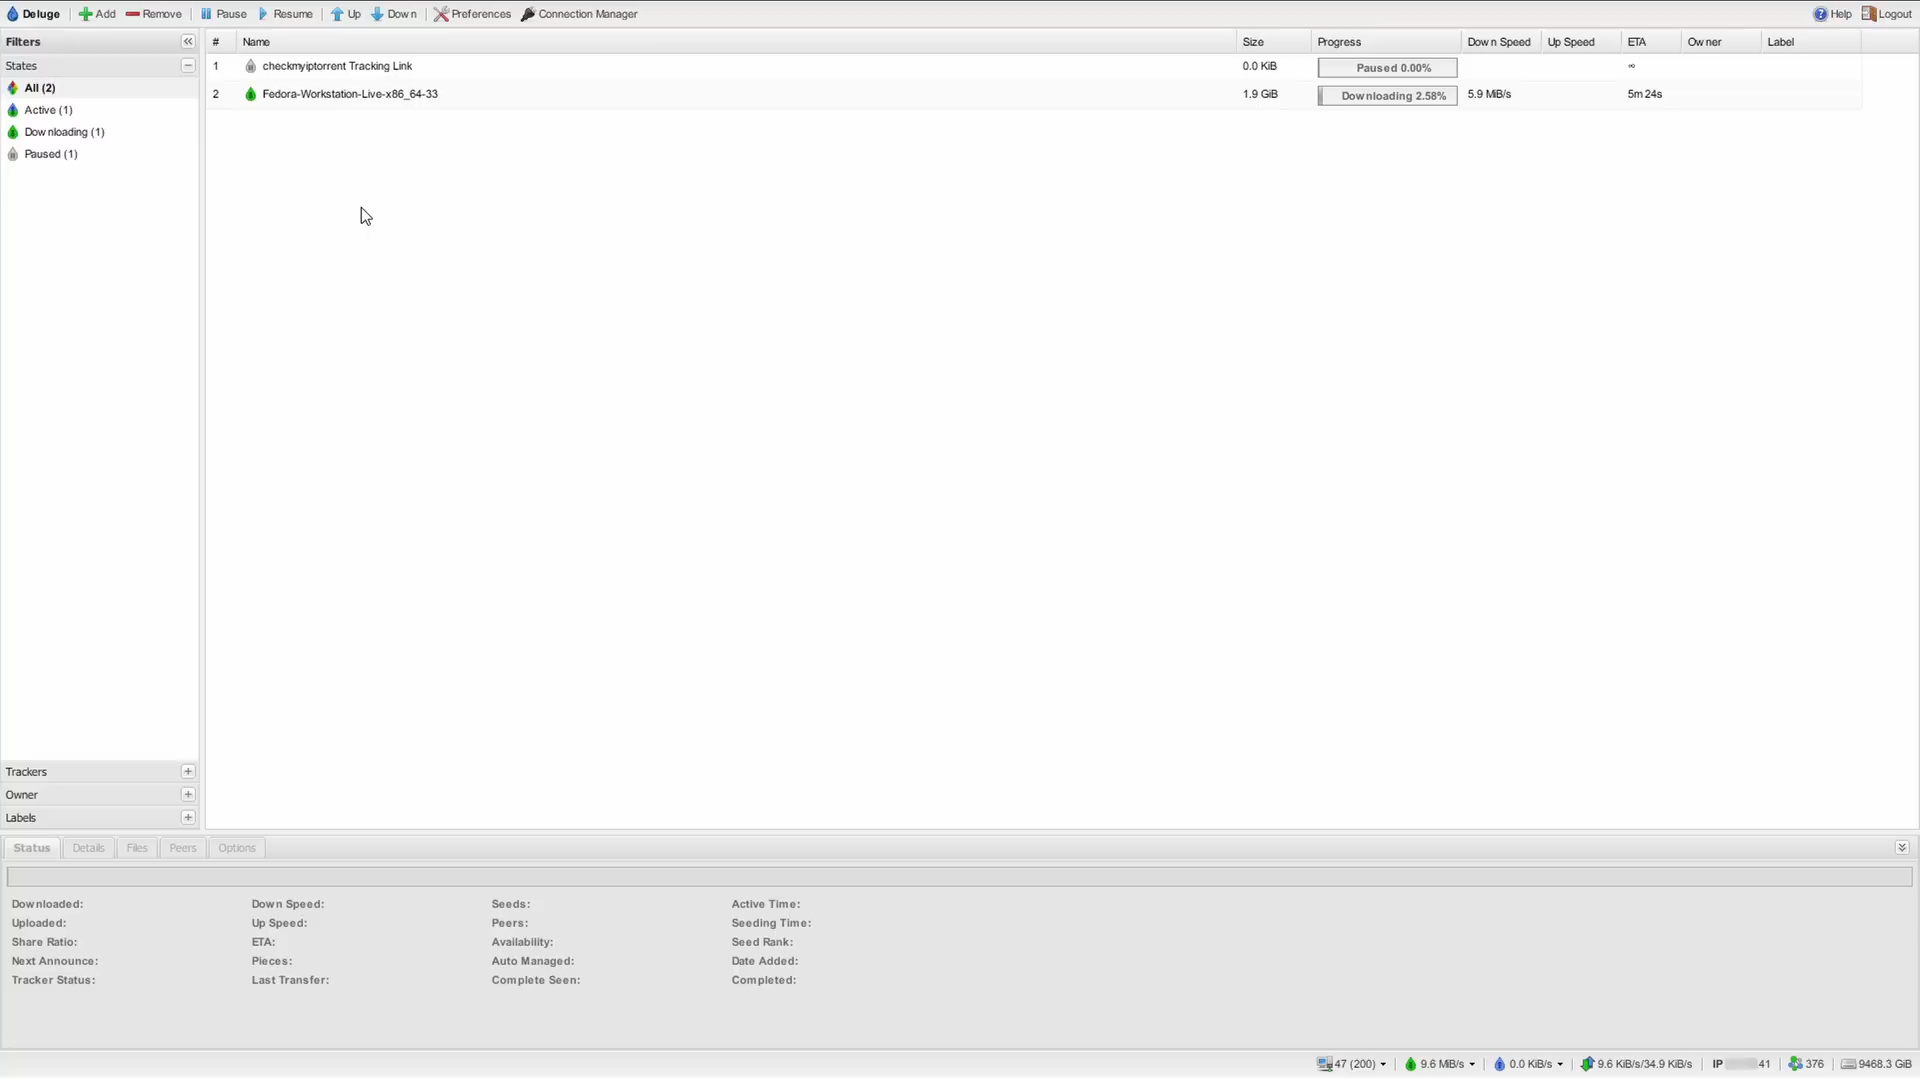 Deluge Add Remove Pause Resume Up Down Preferences Connection Manager Help Logout
Filters
States
All (2)
Active (1)
Downloading (1)
Paused (1)
# Name Size Progress Down Speed Up Speed ETA Owner Label
1 checkmyiptorrent Tracking Link 0.0 KiB Paused 0.00% ∞
2 Fedora-Workstation-Live-x86_64-33 1.9 GiB Downloading 2.58% 5.9 MiB/s 5m 24s
Trackers
Owner
Labels
Status Details Files Peers Options
Downloaded: Down Speed: Seeds: Active Time:
Uploaded: Up Speed: Peers: Seeding Time:
Share Ratio: ETA: Availability: Seed Rank:
Next Announce: Pieces: Auto Managed: Date Added:
Tracker Status: Last Transfer: Complete Seen: Completed:
47 (200) 9.6 MiB/s 0.0 KiB/s 9.6 KiB/s/34.9 KiB/s IP 41 376 9468.3 GiB